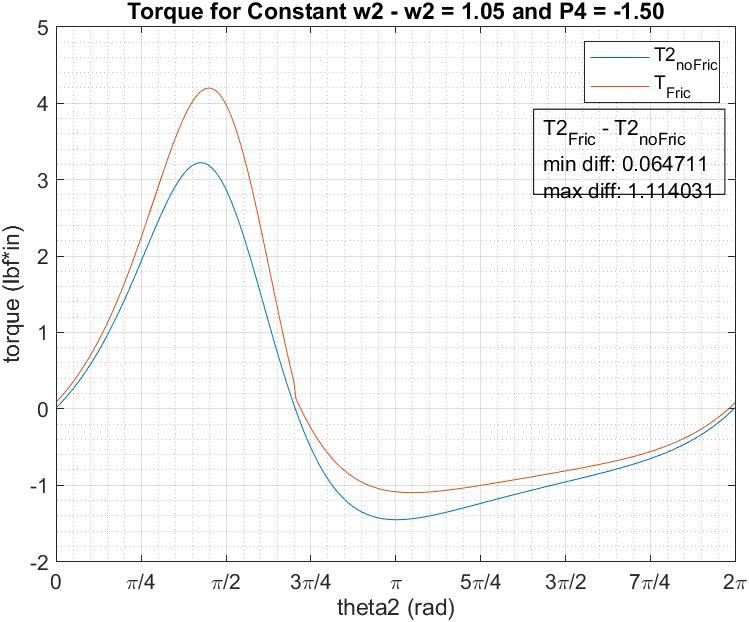 Torque for Constant w2 - w2 = 1.05 and P4 = -1.50
5
4
3
2
1
0
-1
-2
torque (lbf*in)
T2noFric
TFric
T2Fric - T2noFric
min diff: 0.064711
max diff: 1.114031
0 π/4 π/2 3π/4 π 5π/4 3π/2 7π/4 2π
theta2 (rad)